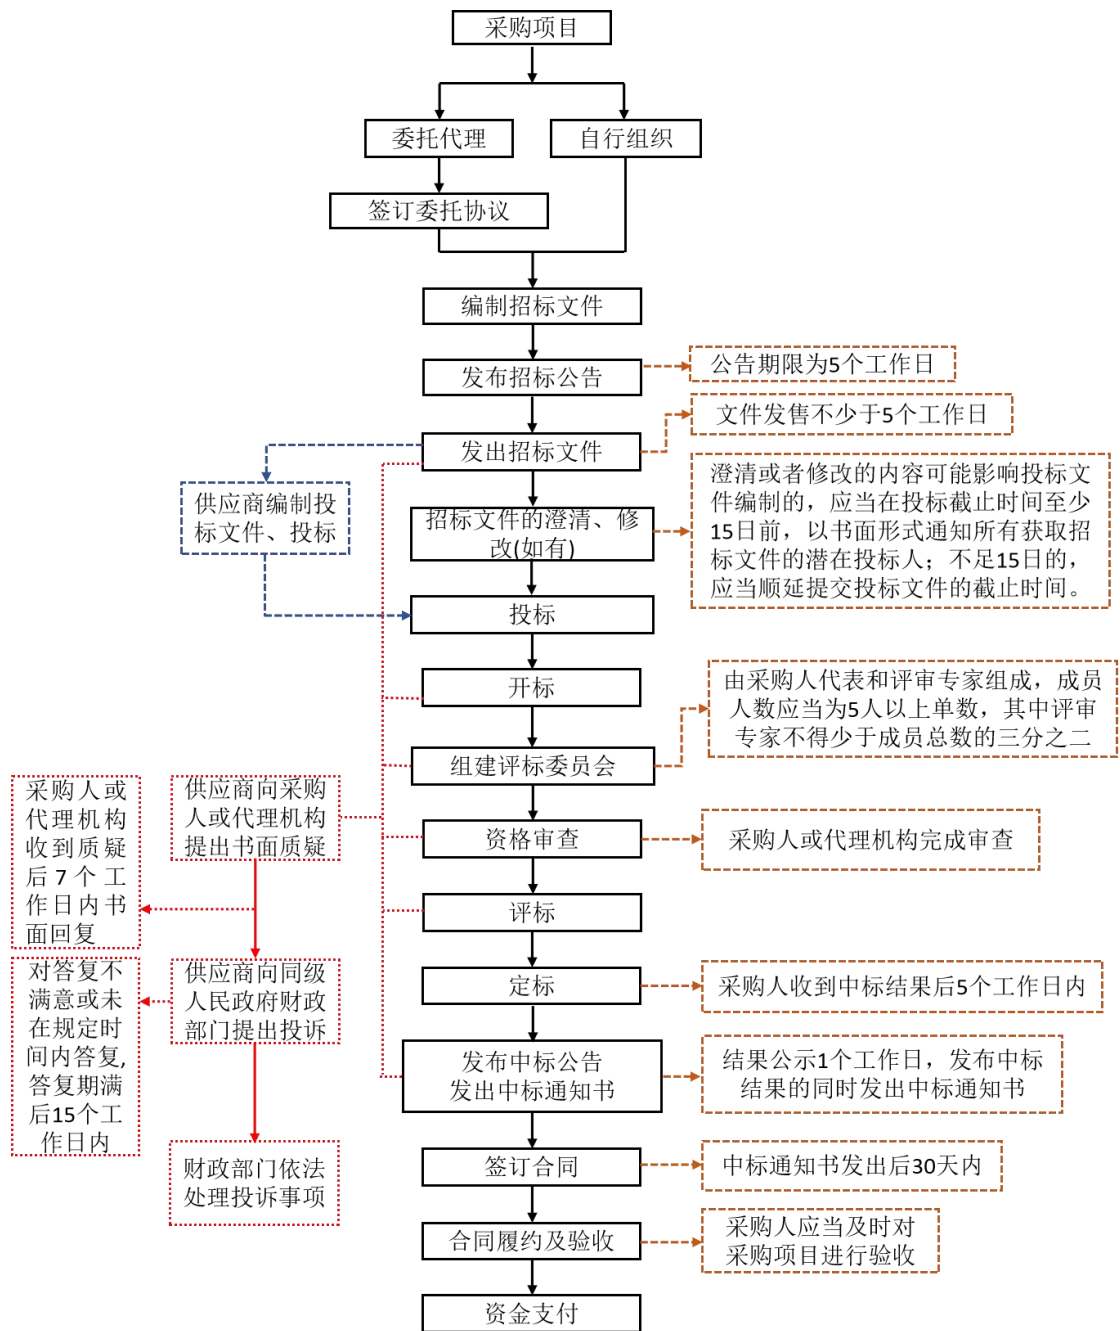 采购项目
委托代理
自行组织
签订委托协议
编制招标文件
发布招标公告
公告期限为5个工作日
发出招标文件
文件发售不少于5个工作日
供应商编制投
标文件、投标
招标文件的澄清、修
改(如有)
澄清或者修改的内容可能影响投标文
件编制的，应当在投标截止时间至少
15日前，以书面形式通知所有获取招
标文件的潜在投标人；不足15日的，
应当顺延提交投标文件的截止时间。
投标
开标
组建评标委员会
由采购人代表和评审专家组成，成员
人数应当为5人以上单数，其中评审
专家不得少于成员总数的三分之二
供应商向采购
人或代理机构
提出书面质疑
采购人或
代理机构
收到质疑
后7个工
作日内书
面回复
资格审查
采购人或代理机构完成审查
评标
供应商向同级
人民政府财政
部门提出投诉
对答复不
满意或未
在规定时
间内答复,
答复期满
后15个工
作日内
定标
采购人收到中标结果后5个工作日内
发布中标公告
发出中标通知书
结果公示1个工作日，发布中标
结果的同时发出中标通知书
财政部门依法
处理投诉事项
签订合同
中标通知书发出后30天内
合同履约及验收
采购人应当及时对
采购项目进行验收
资金支付